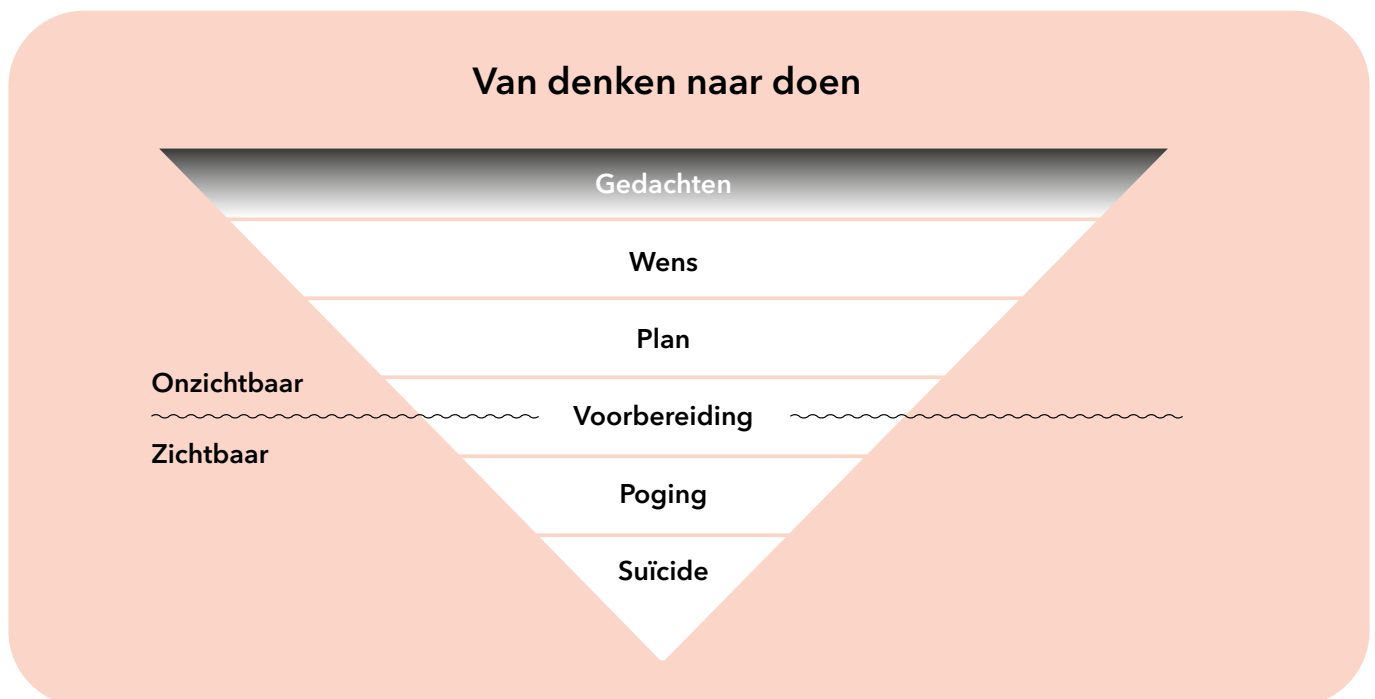 Van denken naar doen
Gedachten
Wens
Plan
Onzichtbaar
Voorbereiding
Zichtbaar
Poging
Suïcide